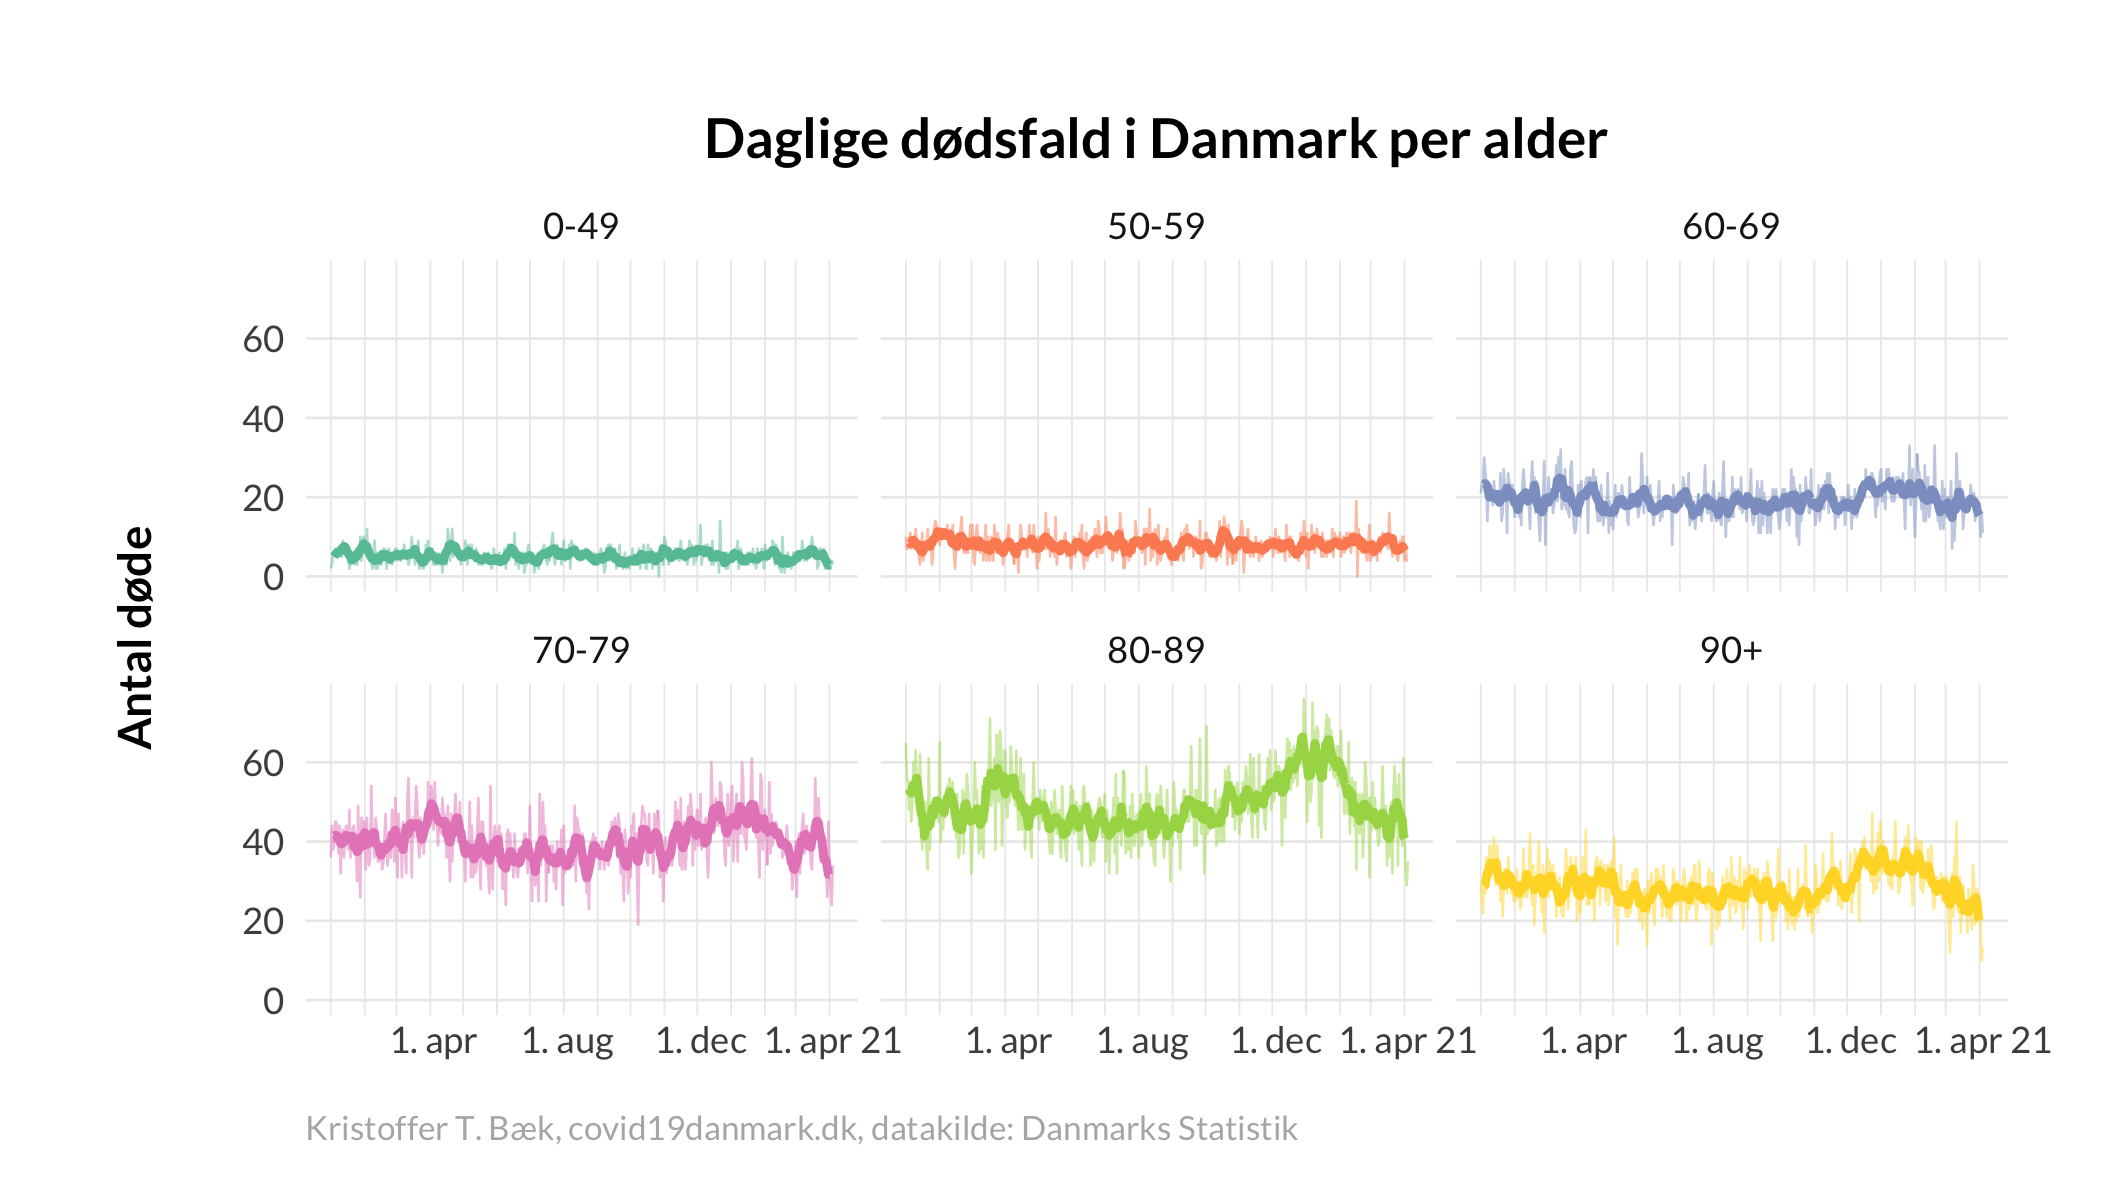 Daglige dødsfald i Danmark per alder
0-49 50-59 60-69
60
40
20
0
Antal døde
70-79 80-89 90+
60
40
20
0
1. apr 1. aug 1. dec 1. apr 21 1. apr 1. aug 1. dec 1. apr 21 1. apr 1. aug 1. dec 1. apr 21
Kristoffer T. Bæk, covid19danmark.dk, datakilde: Danmarks Statistik